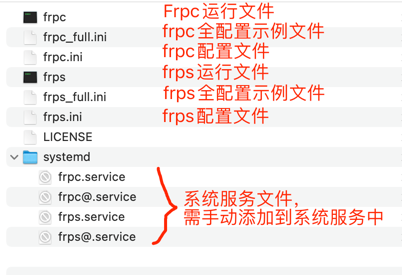 frpc Frpc运行文件
frpc_full.ini frpc全配置示例文件
frpc.ini frpc配置文件
frps frps运行文件
frps_full.ini frps全配置示例文件
frps.ini frps配置文件
LICENSE
systemd
frpc.service
frpc@.service 系统服务文件,
frps.service 需手动添加到系统服务中
frps@.service